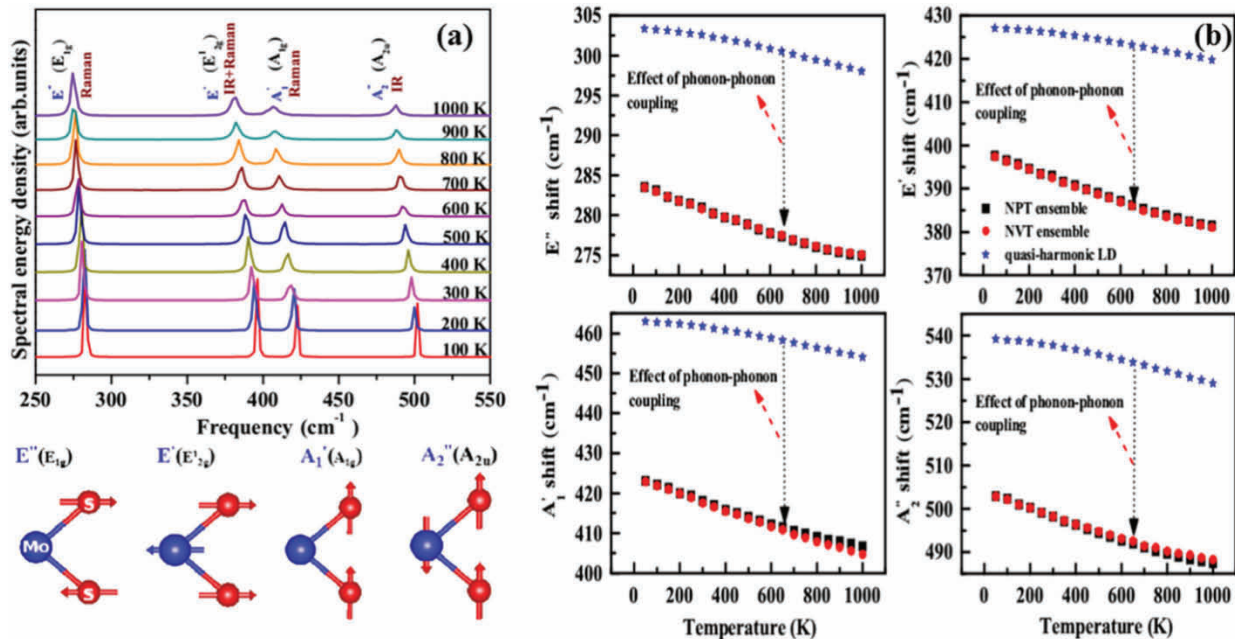 (a)
E'' (E1g)
Raman
E' (E¹2g)
IR+Raman
A'1 (A1g)
Raman
A''2 (A2u)
IR
Spectral energy density (arb.units)
1000 K
900 K
800 K
700 K
600 K
500 K
400 K
300 K
200 K
100 K
250 300 350 400 450 500 550
Frequency (cm⁻¹)
E''(E1g) E'(E¹2g) A1'(A1g) A2''(A2u)
S
Mo
S
(b)
E'' shift (cm⁻¹)
305
300
295
290
285
280
275
Effect of phonon-phonon
coupling
0 200 400 600 800 1000
E' shift (cm⁻¹)
430
420
410
400
390
380
370
Effect of phonon-phonon
coupling
NPT ensemble
NVT ensemble
quasi-harmonic LD
0 200 400 600 800 1000
A'1 shift (cm⁻¹)
460
450
440
430
420
410
400
Effect of phonon-phonon
coupling
0 200 400 600 800 1000
Temperature (K)
A''2 shift (cm⁻¹)
540
530
520
510
500
490
Effect of phonon-phonon
coupling
0 200 400 600 800 1000
Temperature (K)